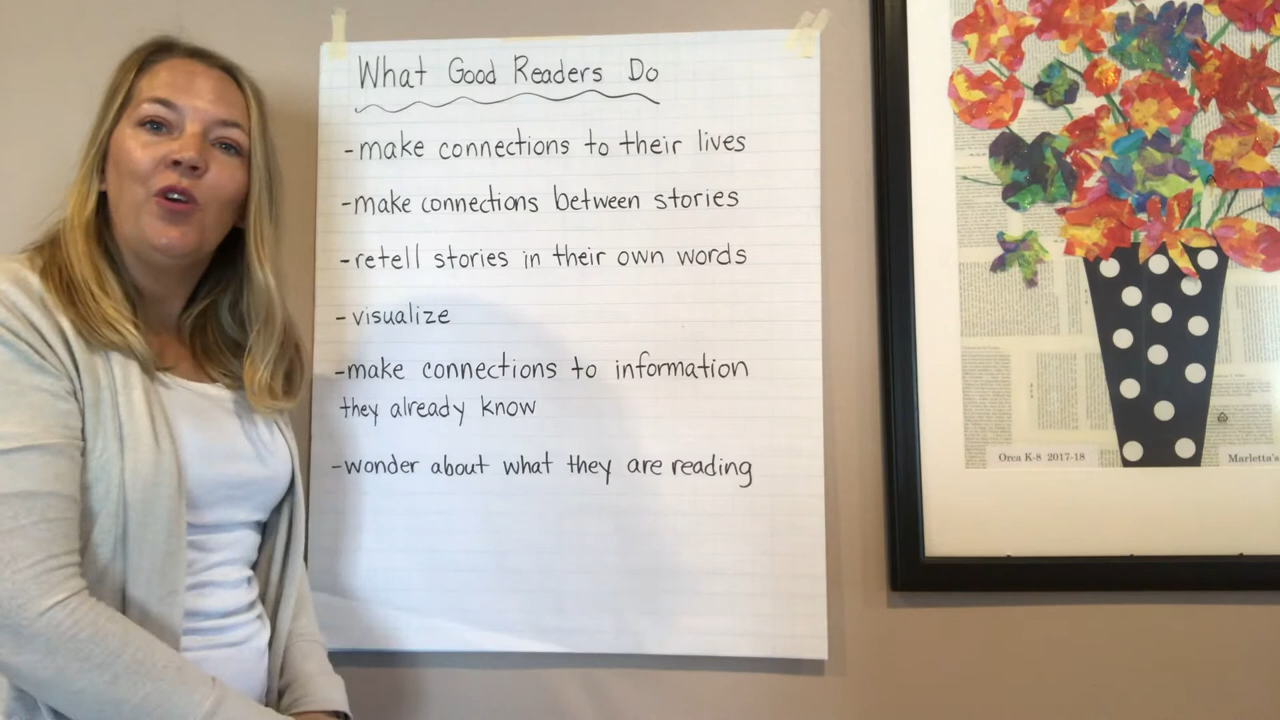 What Good Readers Do
-make connections to their lives
-make connections between stories
-retell stories in their own words
-visualize
-make connections to information
they already know
-wonder about what they are reading
Orca K-8 2017-18
Marletta's